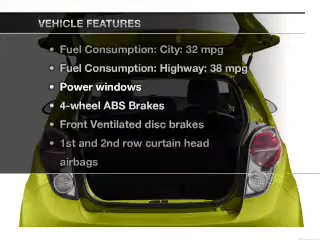 VEHICLE FEATURES
• Fuel Consumption: City: 32 mpg
• Fuel Consumption: Highway: 38 mpg
• Power windows
• 4-wheel ABS Brakes
• Front Ventilated disc brakes
• 1st and 2nd row curtain head
airbags